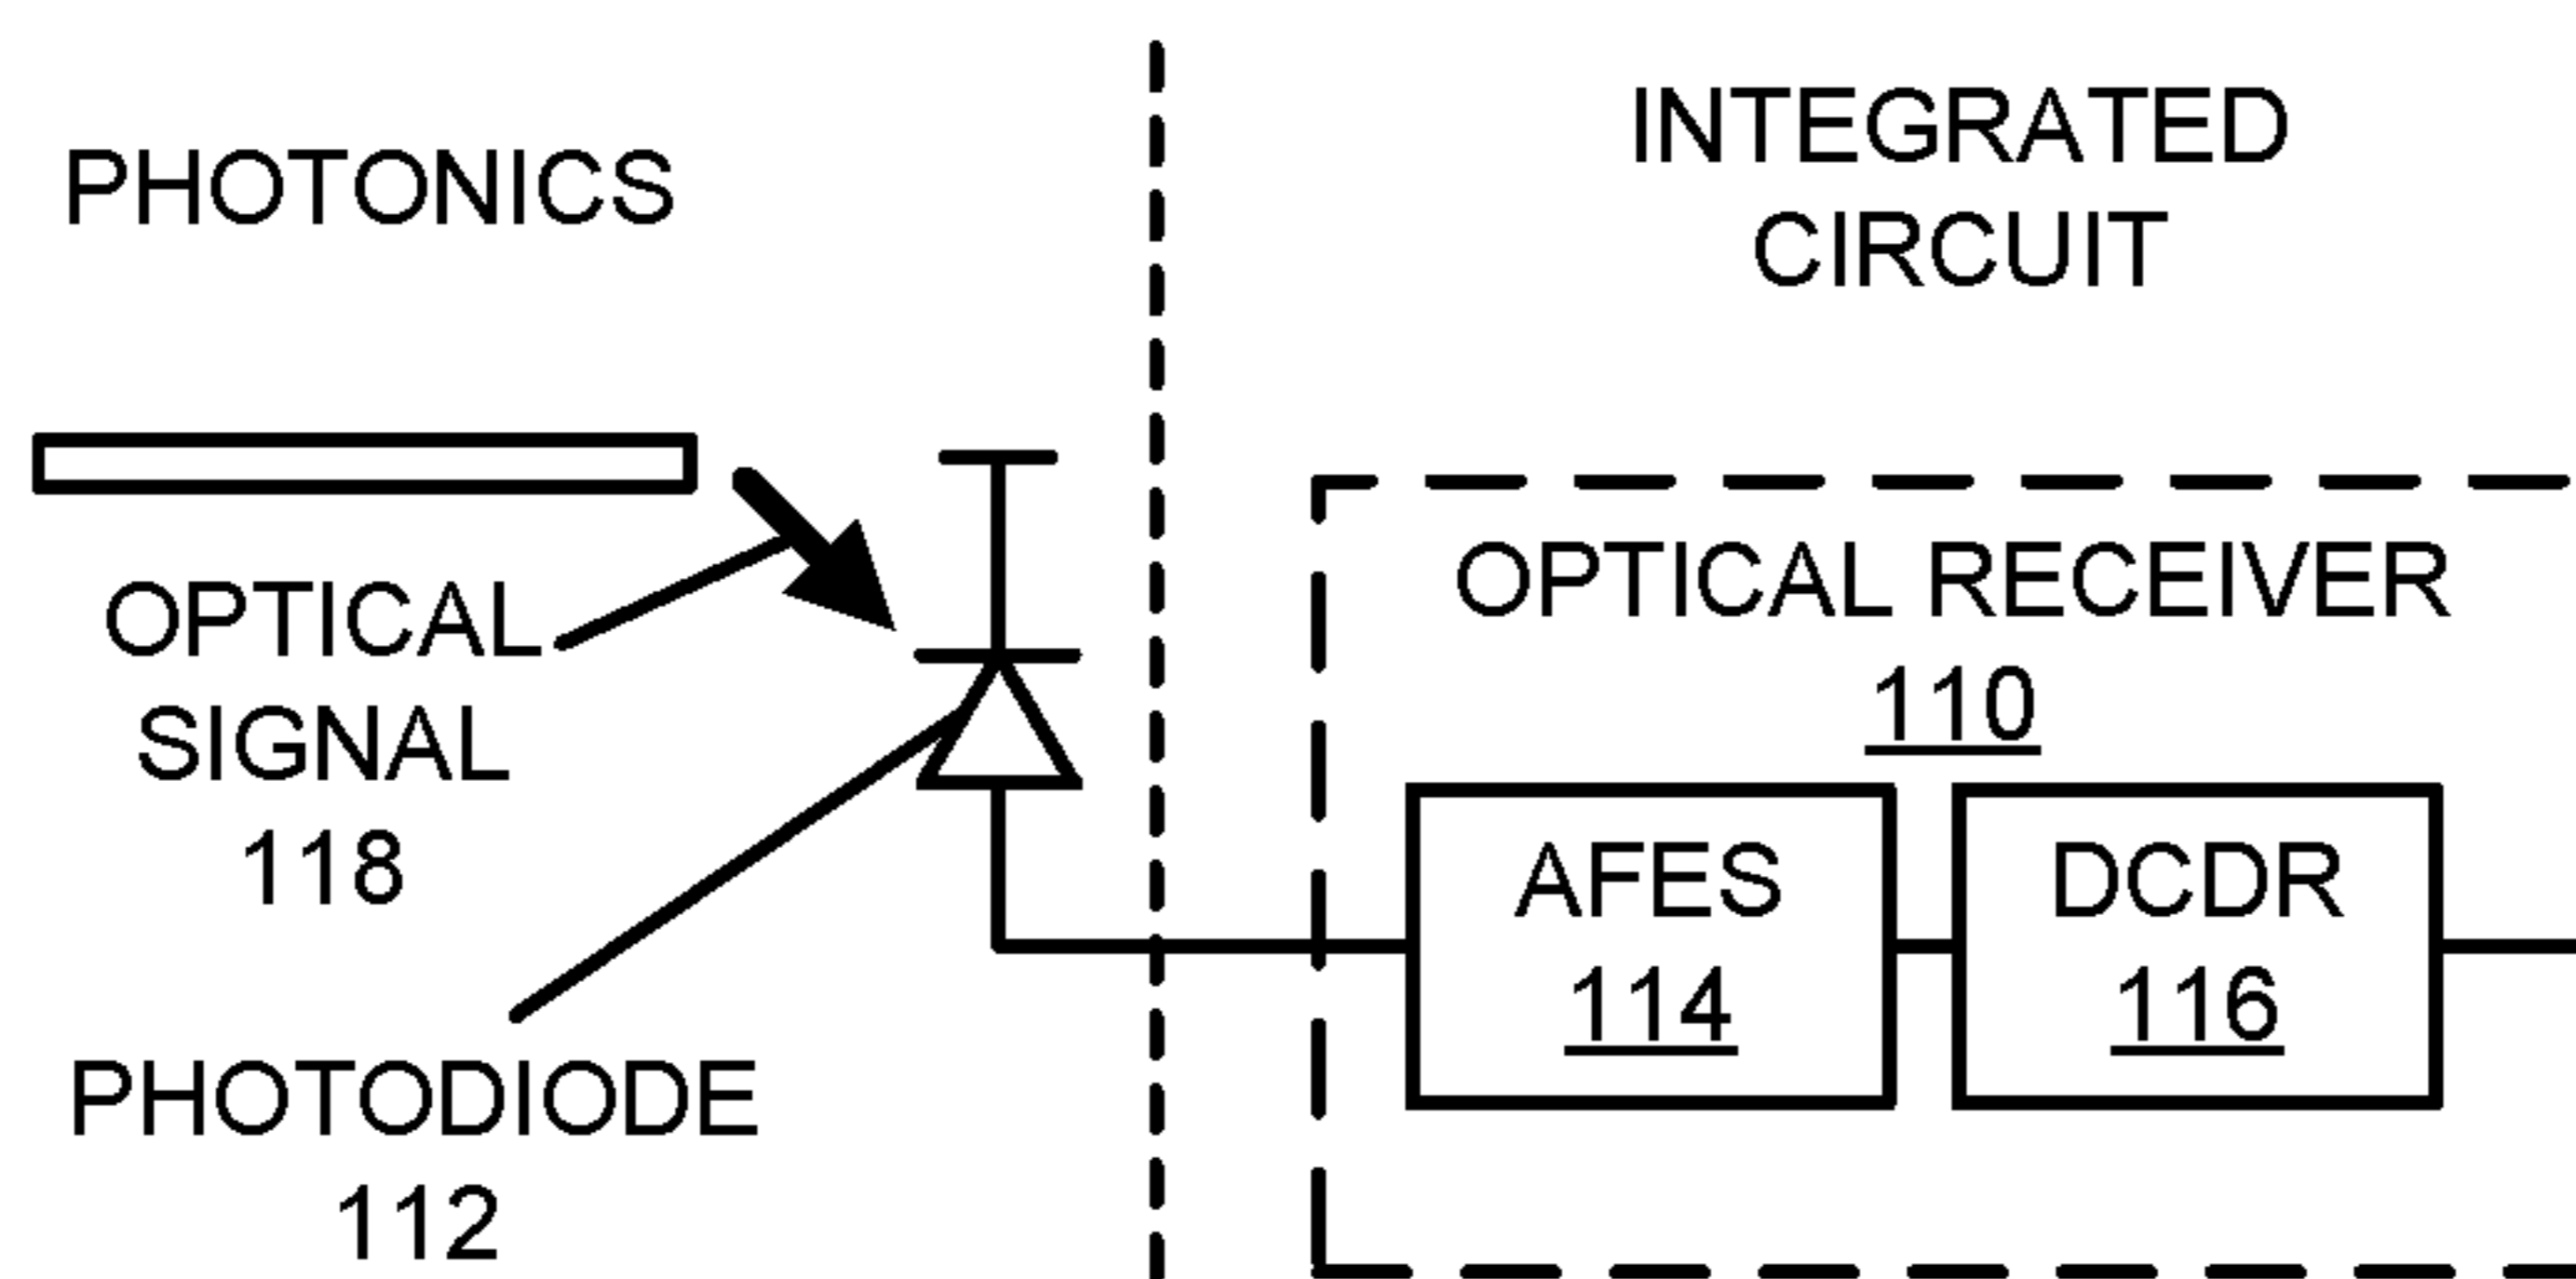 PHOTONICS
INTEGRATED
CIRCUIT
OPTICAL
SIGNAL
118
PHOTODIODE
112
OPTICAL RECEIVER
110
AFES
114
DCDR
116